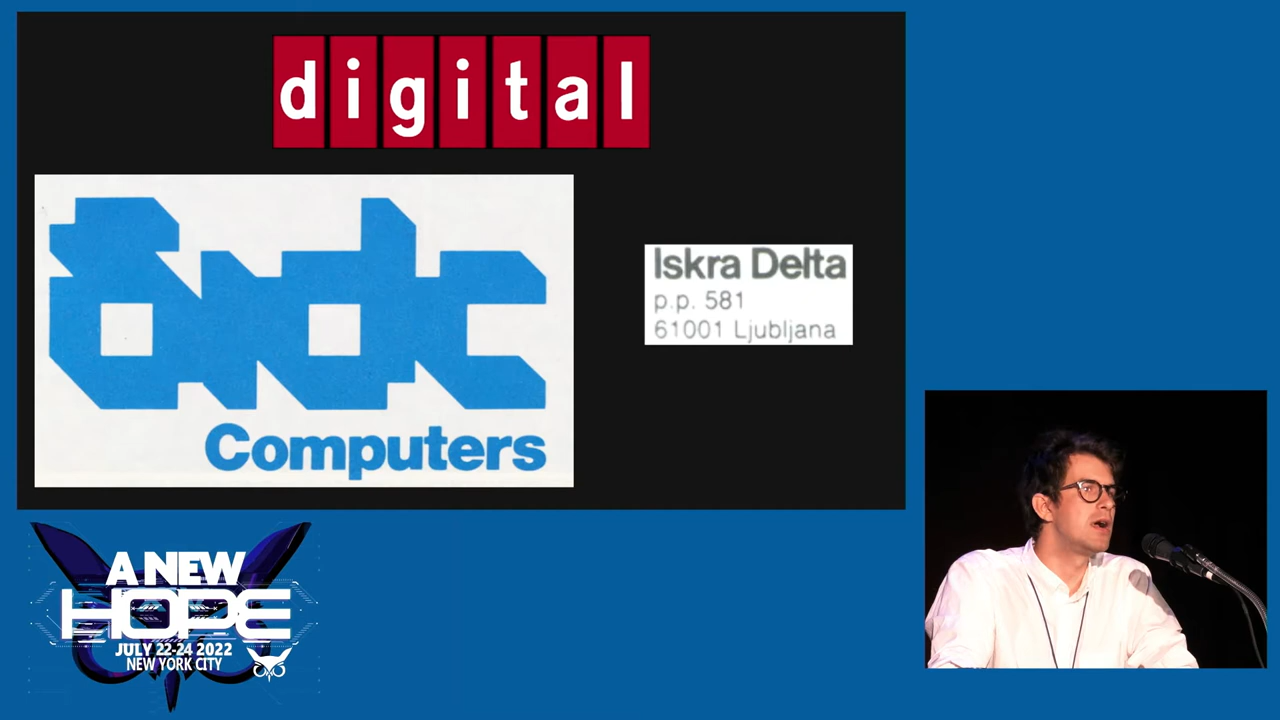 digital
Computers
Iskra Delta
p.p. 581
61001 Ljubljana
A NEW
HOPE
JULY 22-24 2022
NEW YORK CITY